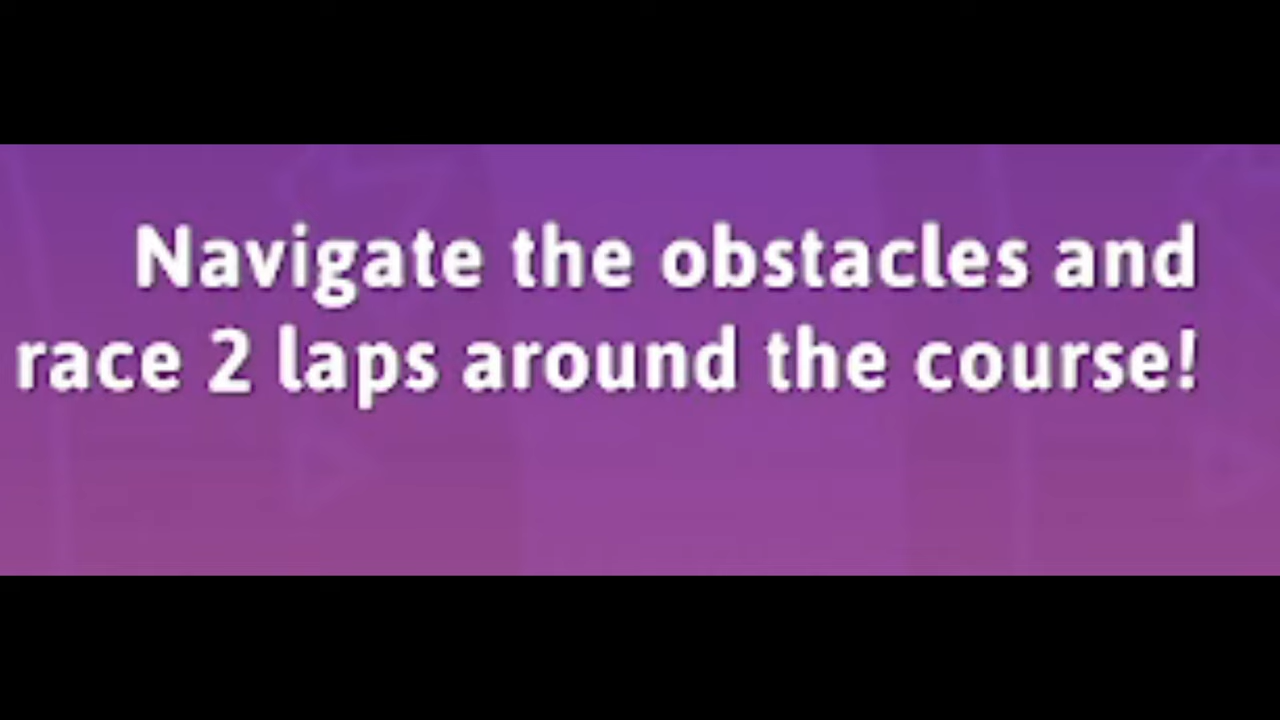 Navigate the obstacles and
race 2 laps around the course!